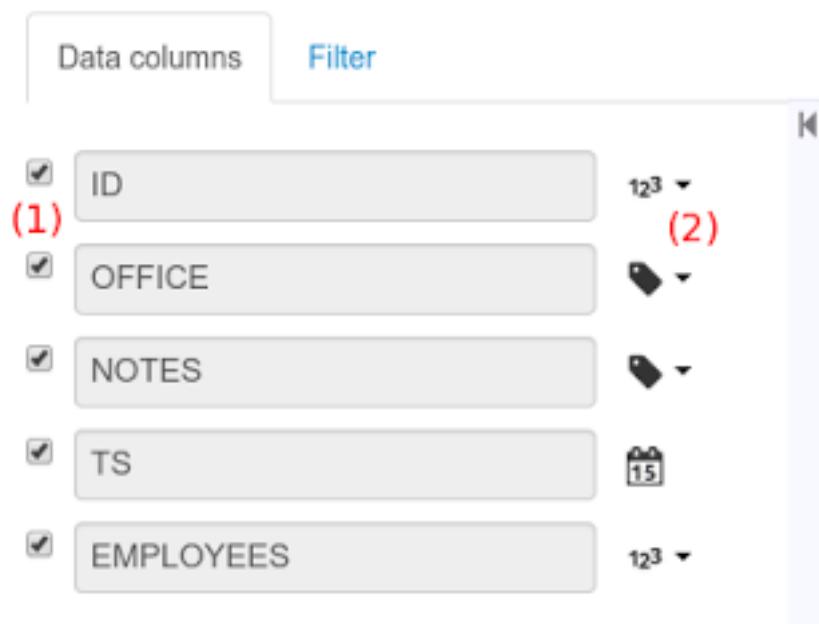 Data columns Filter
ID 123
(1) (2)
OFFICE
NOTES
TS 15
EMPLOYEES 123